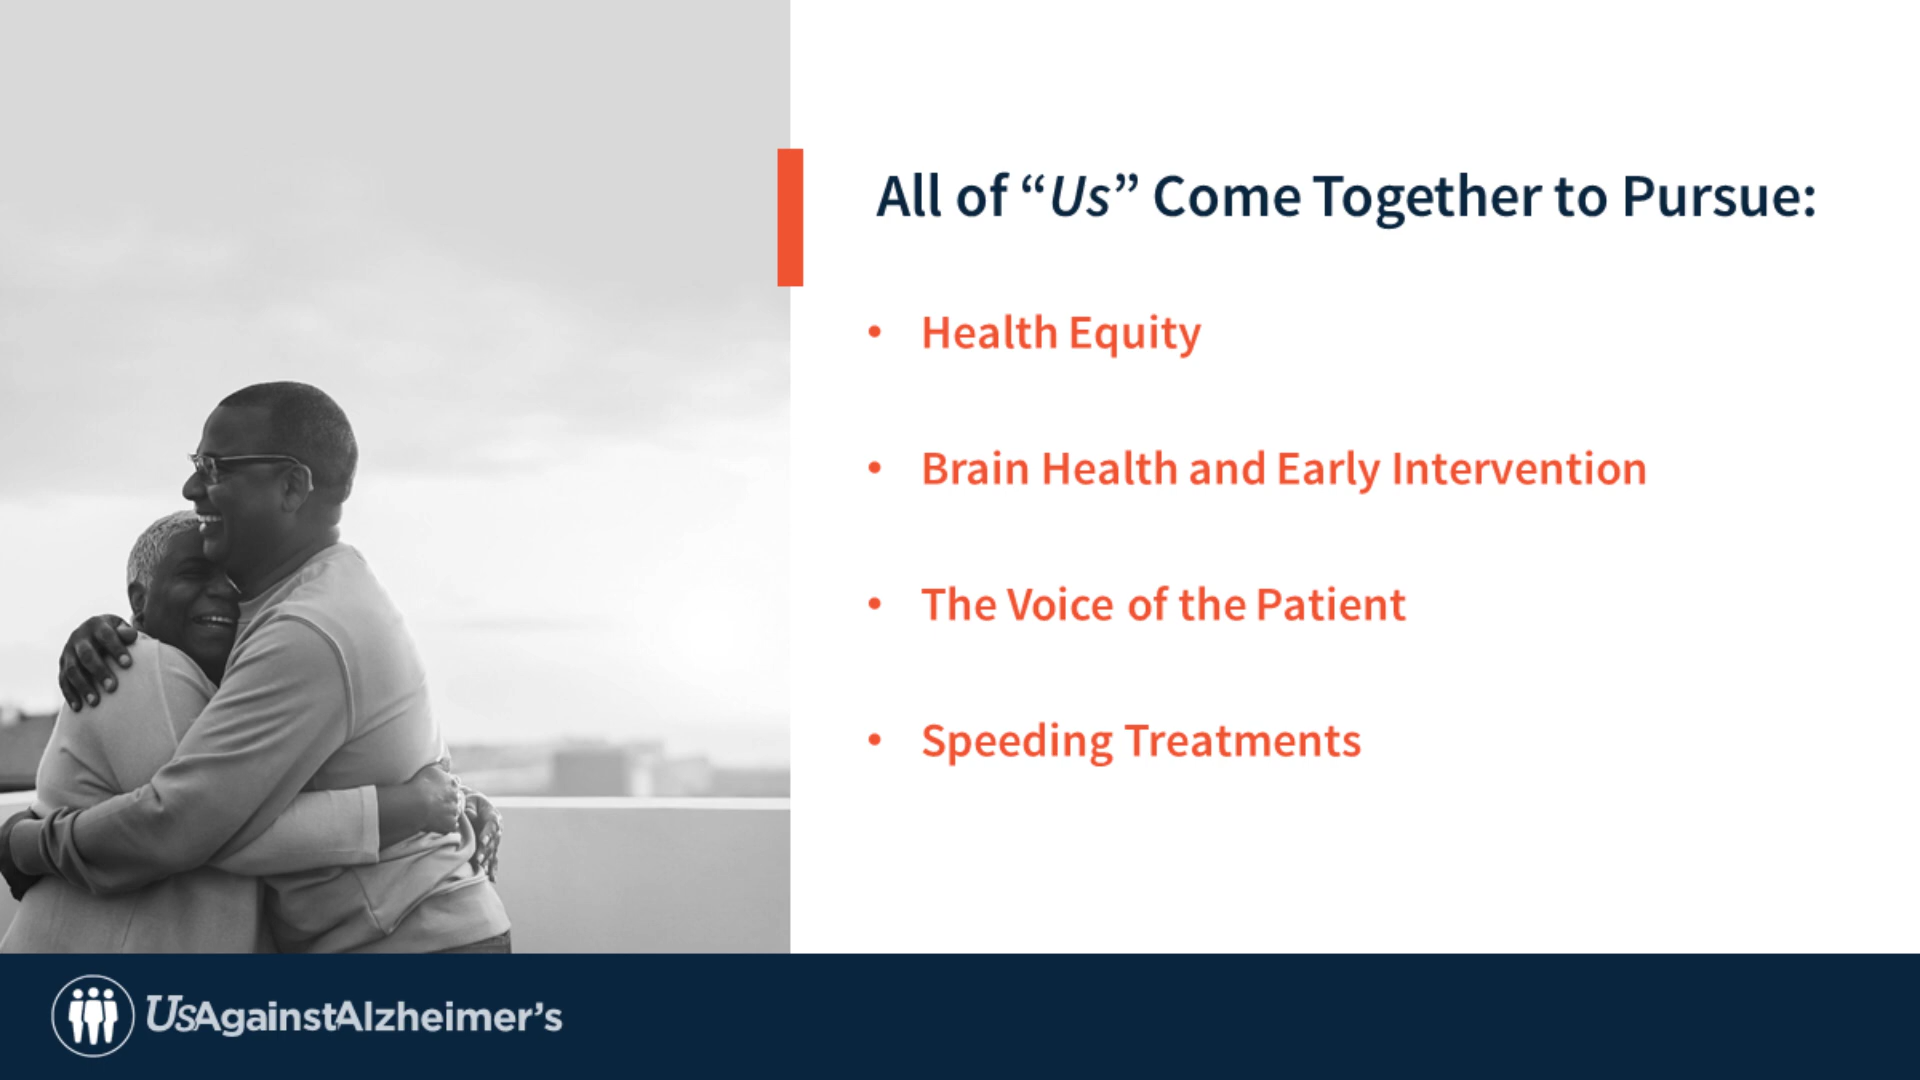 All of “Us” Come Together to Pursue:
• Health Equity
• Brain Health and Early Intervention
• The Voice of the Patient
• Speeding Treatments
UsAgainstAlzheimer’s